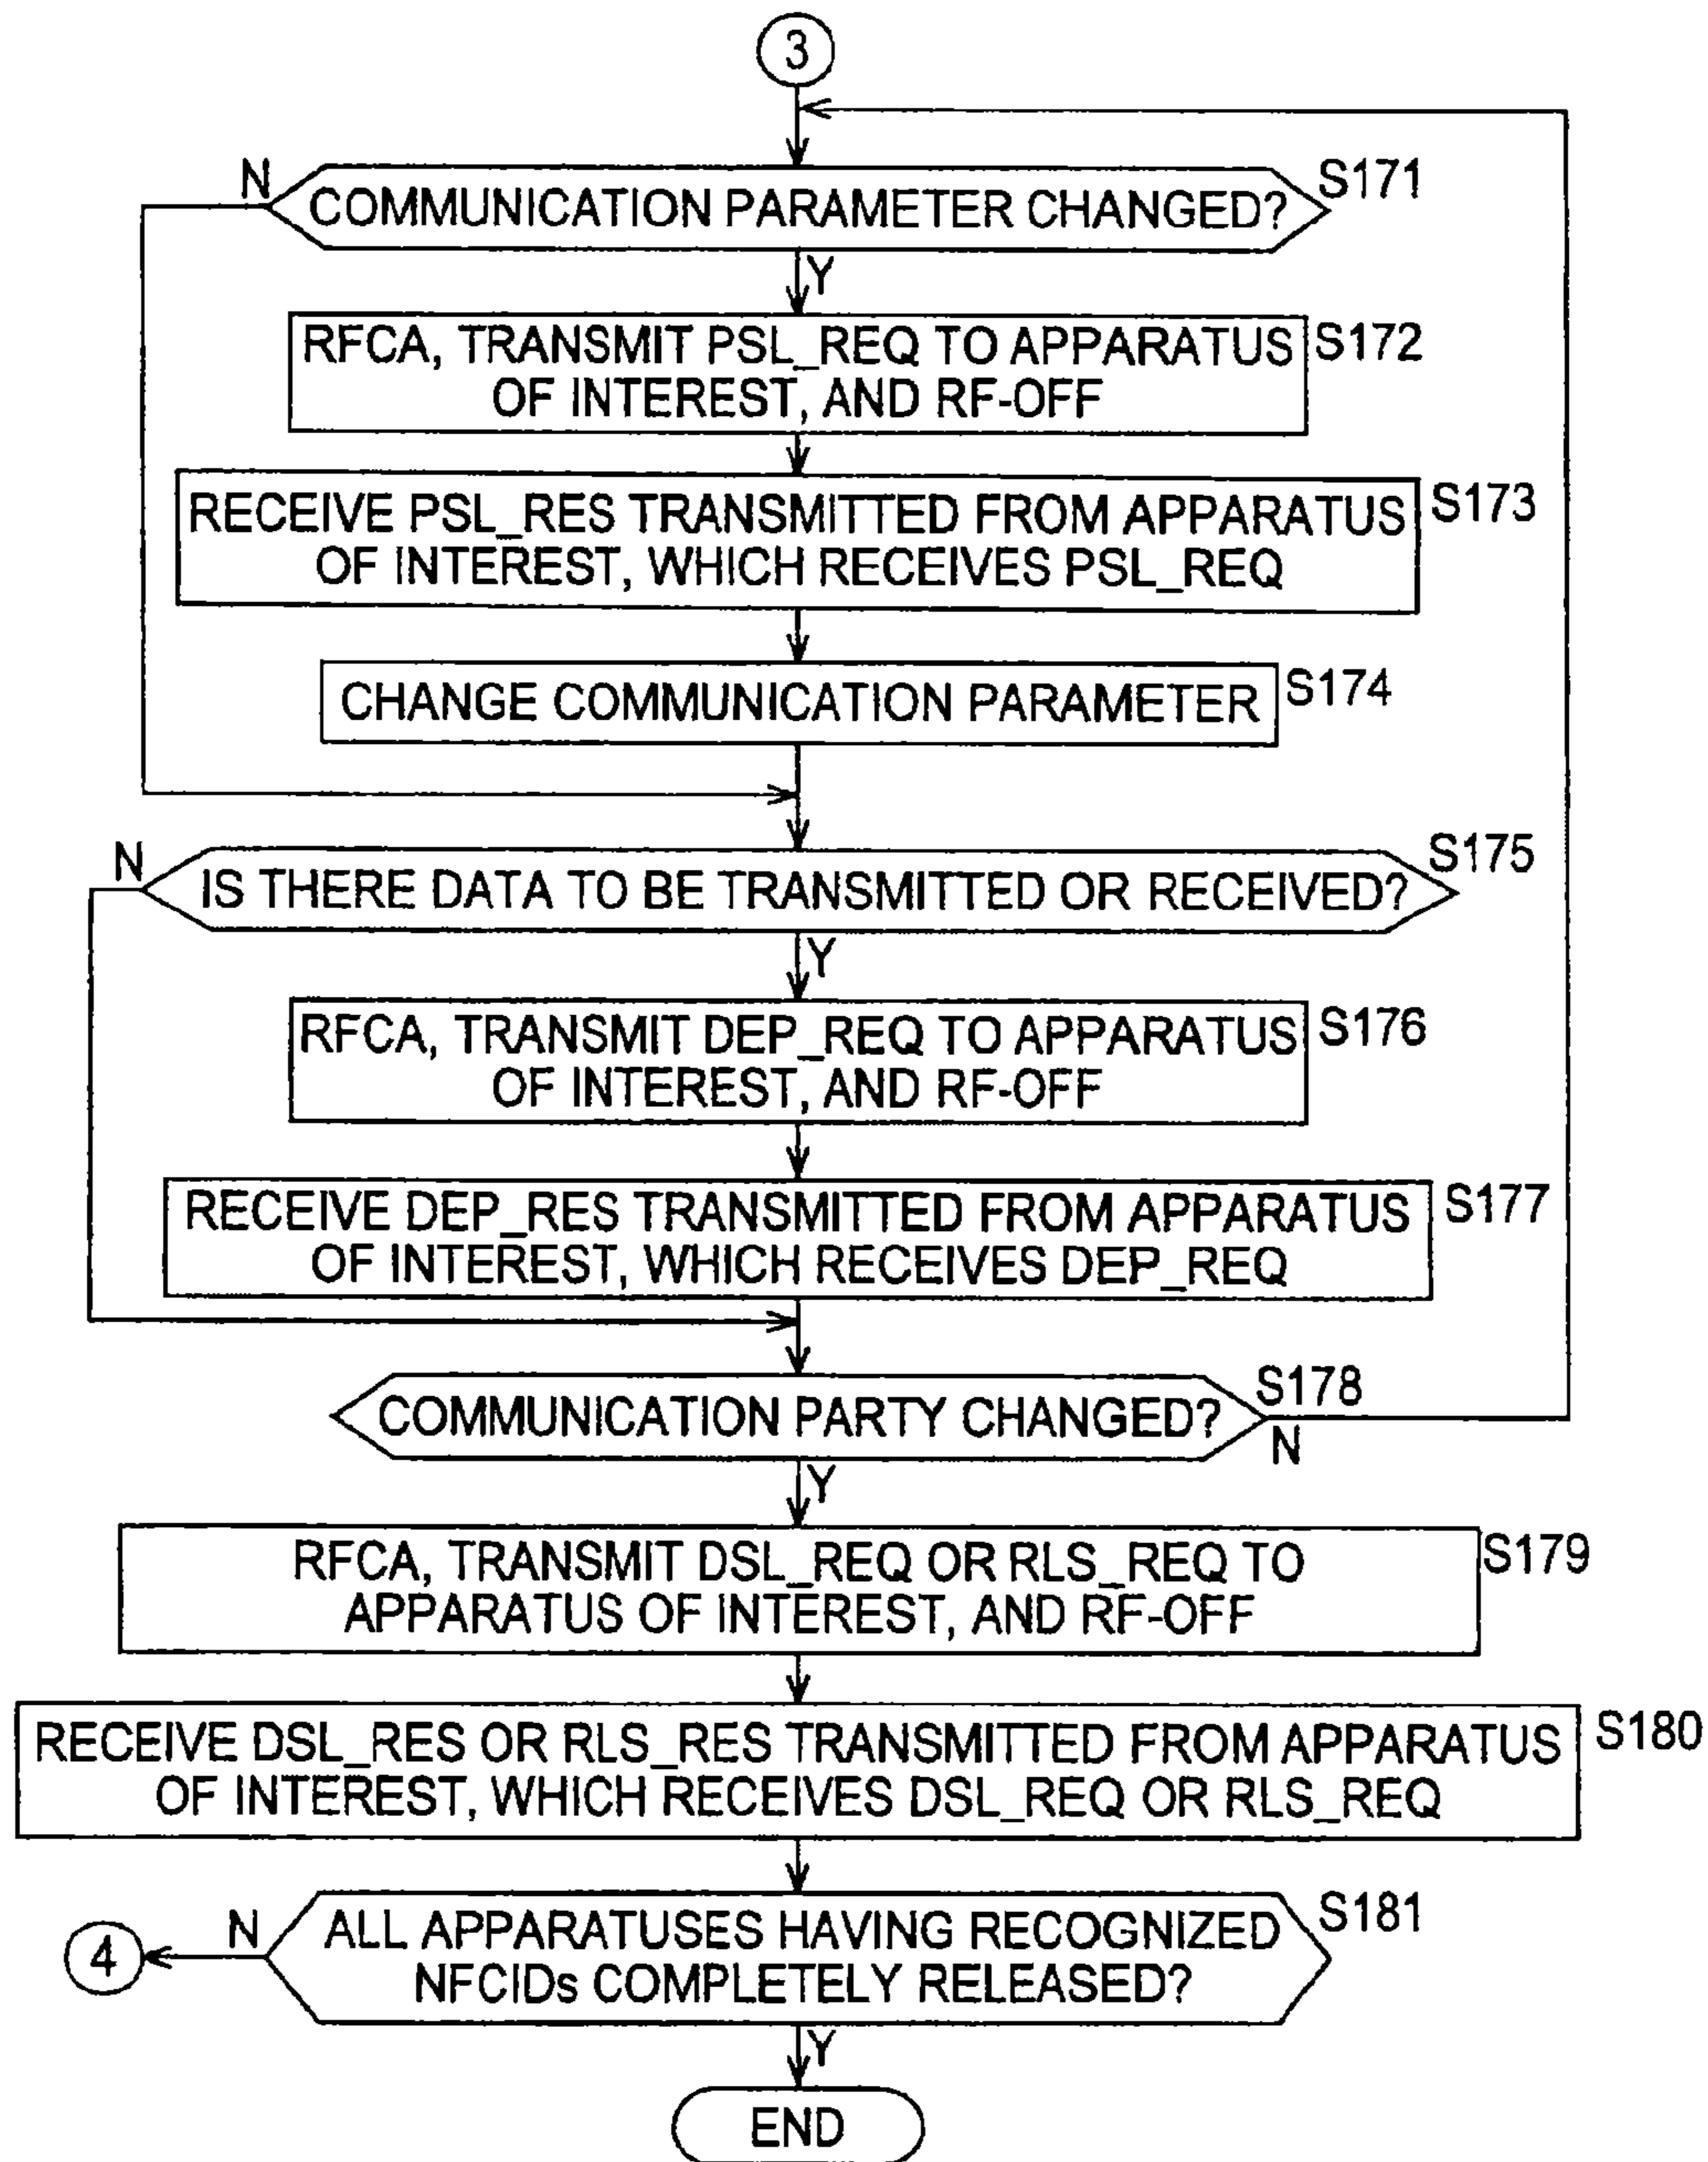 3
N
COMMUNICATION PARAMETER CHANGED?
S171
Y
RFCA, TRANSMIT PSL_REQ TO APPARATUS
OF INTEREST, AND RF-OFF
S172
RECEIVE PSL_RES TRANSMITTED FROM APPARATUS
OF INTEREST, WHICH RECEIVES PSL_REQ
S173
CHANGE COMMUNICATION PARAMETER
S174
N
IS THERE DATA TO BE TRANSMITTED OR RECEIVED?
S175
Y
RFCA, TRANSMIT DEP_REQ TO APPARATUS
OF INTEREST, AND RF-OFF
S176
RECEIVE DEP_RES TRANSMITTED FROM APPARATUS
OF INTEREST, WHICH RECEIVES DEP_REQ
S177
COMMUNICATION PARTY CHANGED?
S178
N
Y
RFCA, TRANSMIT DSL_REQ OR RLS_REQ TO
APPARATUS OF INTEREST, AND RF-OFF
S179
RECEIVE DSL_RES OR RLS_RES TRANSMITTED FROM APPARATUS
OF INTEREST, WHICH RECEIVES DSL_REQ OR RLS_REQ
S180
4
N
ALL APPARATUSES HAVING RECOGNIZED
NFCIDs COMPLETELY RELEASED?
S181
Y
END